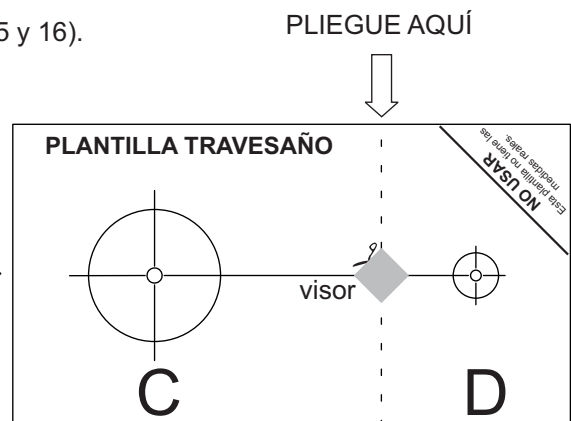 5 y 16).
PLIEGUE AQUÍ
PLANTILLA TRAVESAÑO
NO USAR
Esta plantilla no tiene las
medidas reales.
visor
C
D